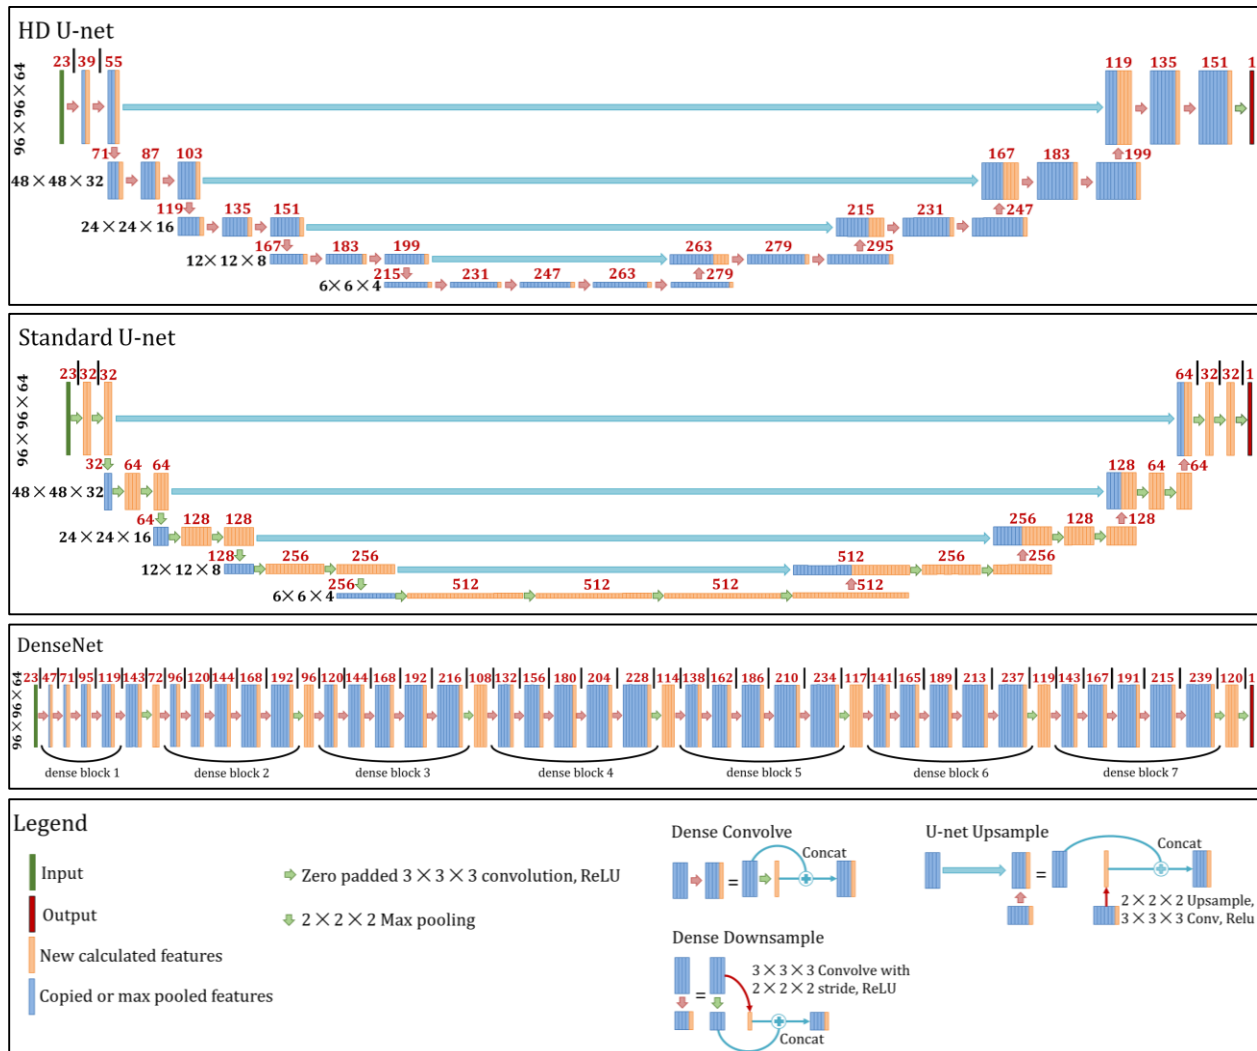 HD U-net
23 39 55 119 135 151 1
96 × 96 × 64
71 87 103 167 183 199
48 × 48 × 32
119 135 151 215 231 247
24 × 24 × 16
167 183 199 263 279 295
12 × 12 × 8
215 231 247 263 279
6 × 6 × 4
Standard U-net
23 32 32 64 32 32 1
96 × 96 × 64
32 64 64 128 64 64
48 × 48 × 32
64 128 128 256 128 128
24 × 24 × 16
128 256 256 512 256 256
12 × 12 × 8
256 512 512 512 512
6 × 6 × 4
DenseNet
23 47 71 95 119 143 72 96 120 144 168 192 96 120 144 168 192 216 108 132 156 180 204 228 114 138 162 186 210 234 117 141 165 189 213 237 119 143 167 191 215 239 120 1
96 × 96 × 64
dense block 1 dense block 2 dense block 3 dense block 4 dense block 5 dense block 6 dense block 7
Legend
Input
Output
New calculated features
Copied or max pooled features
Zero padded 3 × 3 × 3 convolution, ReLU
2 × 2 × 2 Max pooling
Dense Convolve
Concat
=
Dense Downsample
3 × 3 × 3 Convolve with
2 × 2 × 2 stride, ReLU
=
Concat
U-net Upsample
Concat
=
2 × 2 × 2 Upsample,
3 × 3 × 3 Conv, Relu